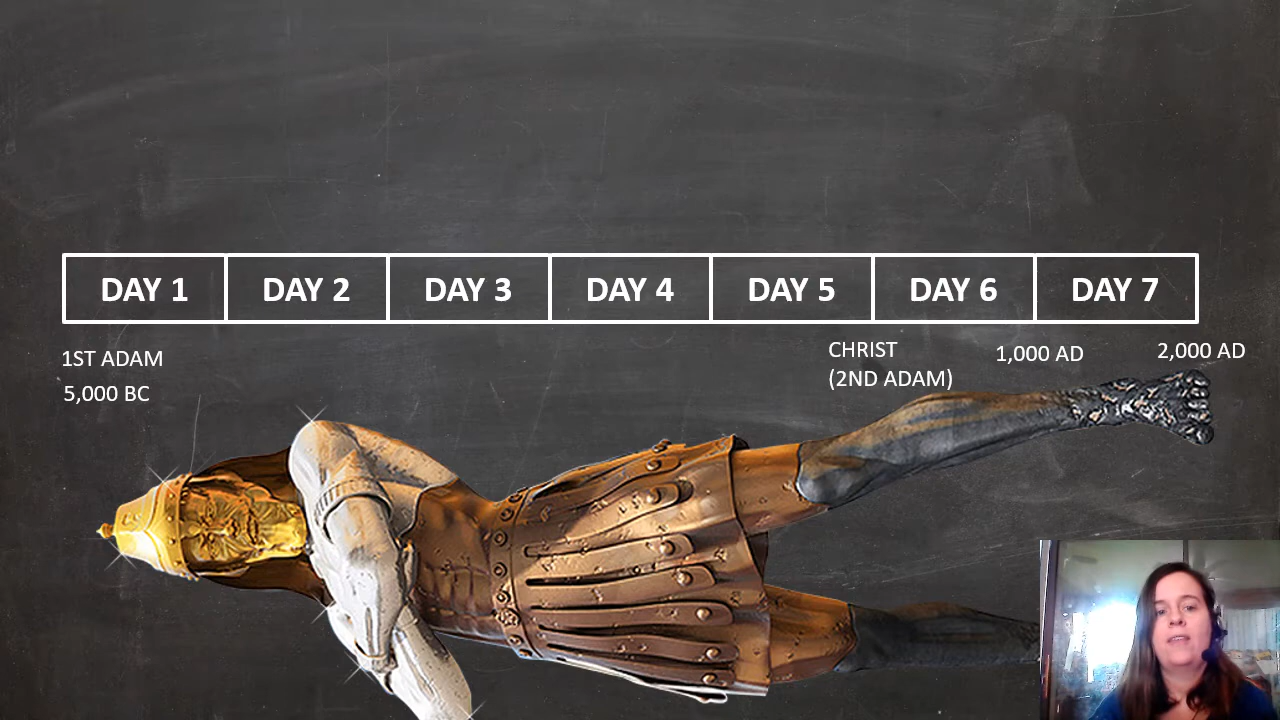 DAY 1 DAY 2 DAY 3 DAY 4 DAY 5 DAY 6 DAY 7
1ST ADAM
5,000 BC
CHRIST
(2ND ADAM)
1,000 AD
2,000 AD